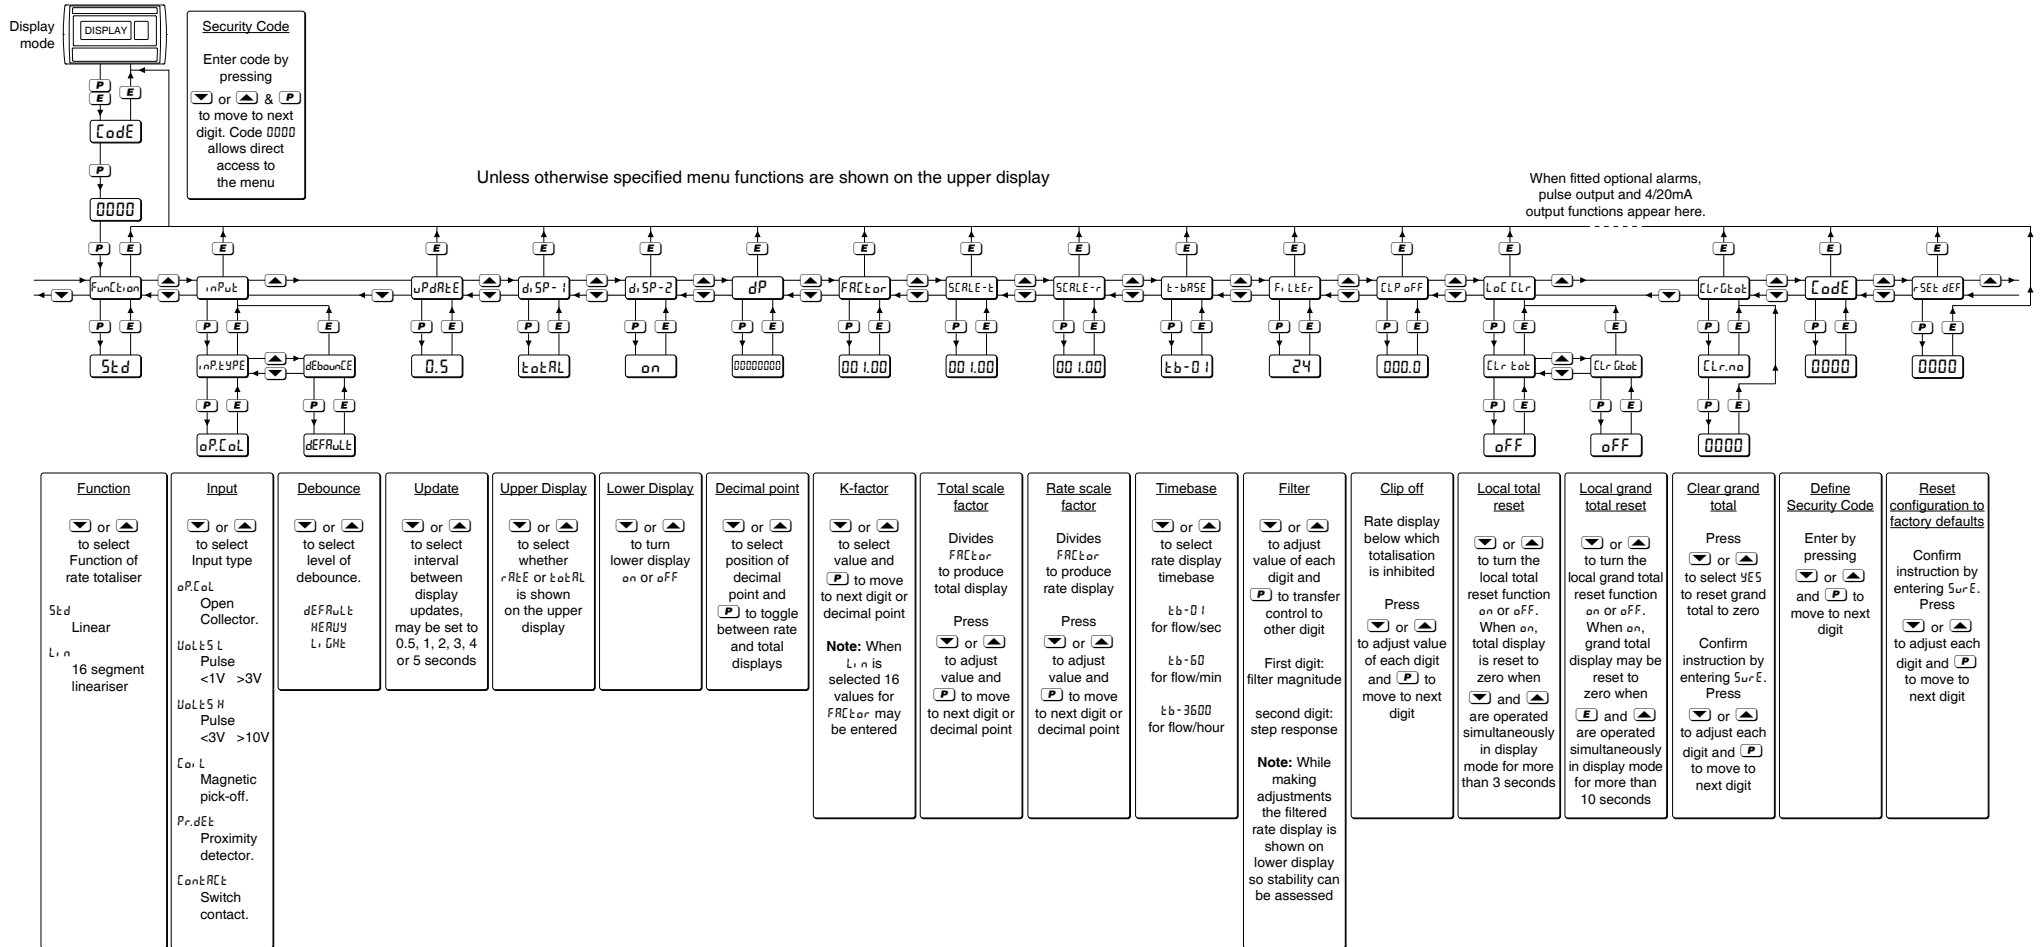 Display
mode
DISPLAY
P
E
E
CodE
P
0000
P
E
Security Code
Enter code by
pressing
▼ or ▲ & P
to move to next
digit. Code 0000
allows direct
access to
the menu
Unless otherwise specified menu functions are shown on the upper display
When fitted optional alarms,
pulse output and 4/20mA
output functions appear here.
E E E E E E E E E E E E E E E
FunCtion inPut uPdAtE diSP-1 diSP-2 dP FACtor SCALE-t SCALE-r t-bASE FiLtEr CLP oFF LoC CLr CLrGtot CodE rSEt dEF
P E P E E P E P E P E P E P E P E P E P E P E P E P E E P E P E P E
Std inP.tYPE dEbounCE 0.5 totAL on 00000000 001.00 001.00 001.00 tb-01 24 000.0 CLr tot CLr Gtot CLr.no 0000 0000
P E P E P E P E P E
oP.CoL dEFAuLt oFF oFF 0000
Function
▼ or ▲
to select
Function of
rate totaliser
Std
Linear
Lin
16 segment
lineariser
Input
▼ or ▲
to select
Input type
oP.CoL
Open
Collector.
VoLtS L
Pulse
<1V >3V
VoLtS H
Pulse
<3V >10V
CoiL
Magnetic
pick-off.
Pr.dEt
Proximity
detector.
ContACt
Switch
contact.
Debounce
▼ or ▲
to select
level of
debounce.
dEFAuLt
HEAVY
LiGHt
Update
▼ or ▲
to select
interval
between
display
updates,
may be set to
0.5, 1, 2, 3, 4
or 5 seconds
Upper Display
▼ or ▲
to select
whether
rAtE or totAL
is shown
on the upper
display
Lower Display
▼ or ▲
to turn
lower display
on or oFF
Decimal point
▼ or ▲
to select
position of
decimal
point and
P to toggle
between rate
and total
displays
K-factor
▼ or ▲
to select
value and
P to move
to next digit or
decimal point
Note: When
Lin is
selected 16
values for
FACtor may
be entered
Total scale
factor
Divides
FACtor
to produce
total display
Press
▼ or ▲
to adjust
value and
P to move
to next digit or
decimal point
Rate scale
factor
Divides
FACtor
to produce
rate display
Press
▼ or ▲
to adjust
value and
P to move
to next digit or
decimal point
Timebase
▼ or ▲
to select
rate display
timebase
tb-01
for flow/sec
tb-60
for flow/min
tb-3600
for flow/hour
Filter
▼ or ▲
to adjust
value of each
digit and
P to transfer
control to
other digit
First digit:
filter magnitude
second digit:
step response
Note: While
making
adjustments
the filtered
rate display is
shown on
lower display
so stability can
be assessed
Clip off
Rate display
below which
totalisation
is inhibited
Press
▼ or ▲
to adjust value
of each digit
and P to
move to next
digit
Local total
reset
▼ or ▲
to turn the
local total
reset function
on or oFF.
When on,
total display
is reset to
zero when
▼ and ▲
are operated
simultaneously
in display
mode for more
than 3 seconds
Local grand
total reset
▼ or ▲
to turn the
local grand total
reset function
on or oFF.
When on,
grand total
display may be
reset to
zero when
E and ▲
are operated
simultaneously
in display mode
for more than
10 seconds
Clear grand
total
Press
▼ or ▲
to select YES
to reset grand
total to zero
Confirm
instruction by
entering SurE.
Press
▼ or ▲
to adjust each
digit and P
to move to
next digit
Define
Security Code
Enter by
pressing
▼ or ▲
and P to
move to next
digit
Reset
configuration to
factory defaults
Confirm
instruction by
entering SurE.
Press
▼ or ▲
to adjust each
digit and P
to move to
next digit